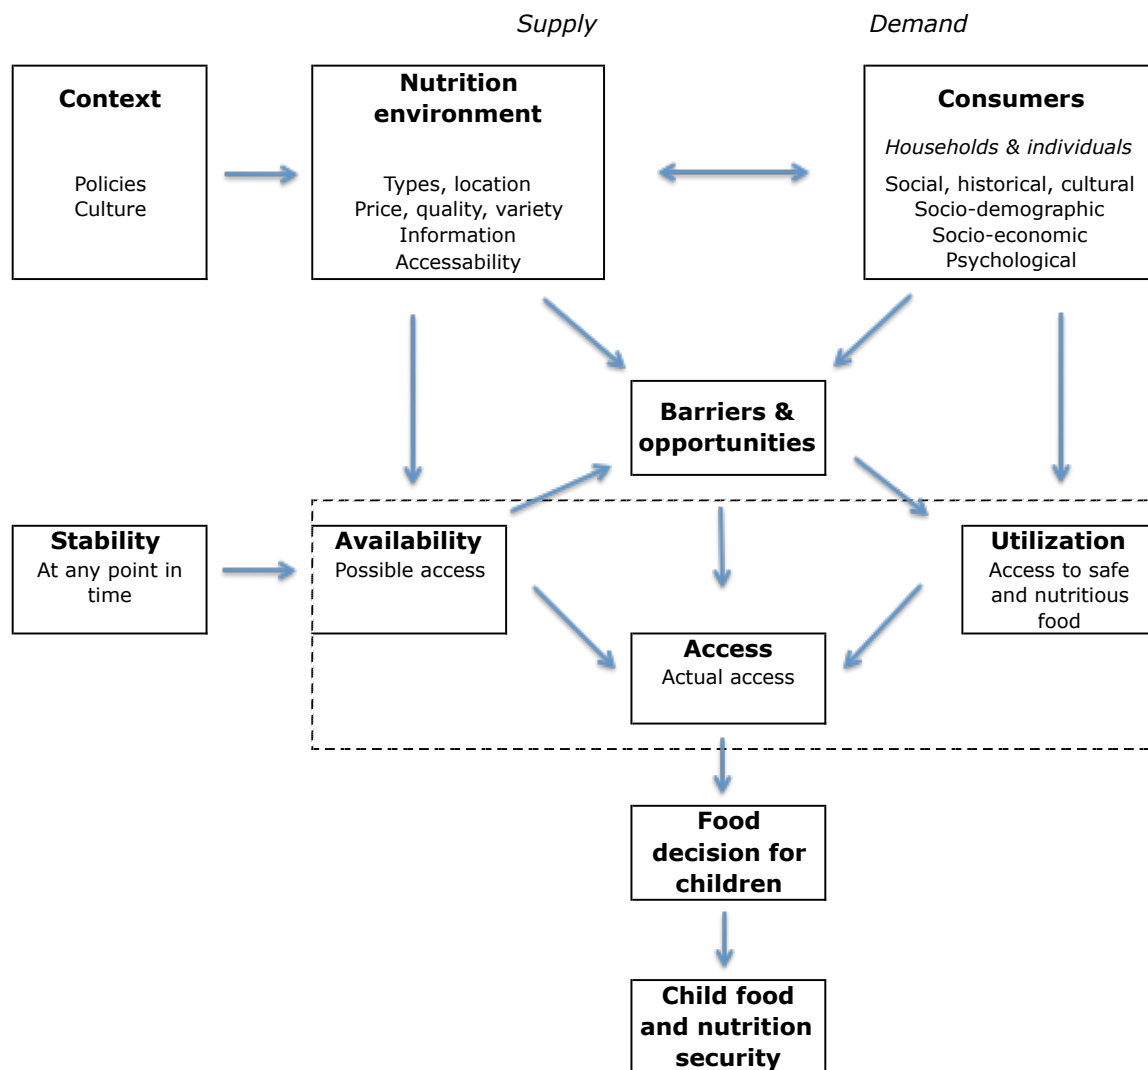 Supply
Demand
Context
Policies
Culture
Nutrition
environment
Types, location
Price, quality, variety
Information
Accessability
Consumers
Households & individuals
Social, historical, cultural
Socio-demographic
Socio-economic
Psychological
Barriers &
opportunities
Stability
At any point in
time
Availability
Possible access
Utilization
Access to safe
and nutritious
food
Access
Actual access
Food
decision for
children
Child food
and nutrition
security